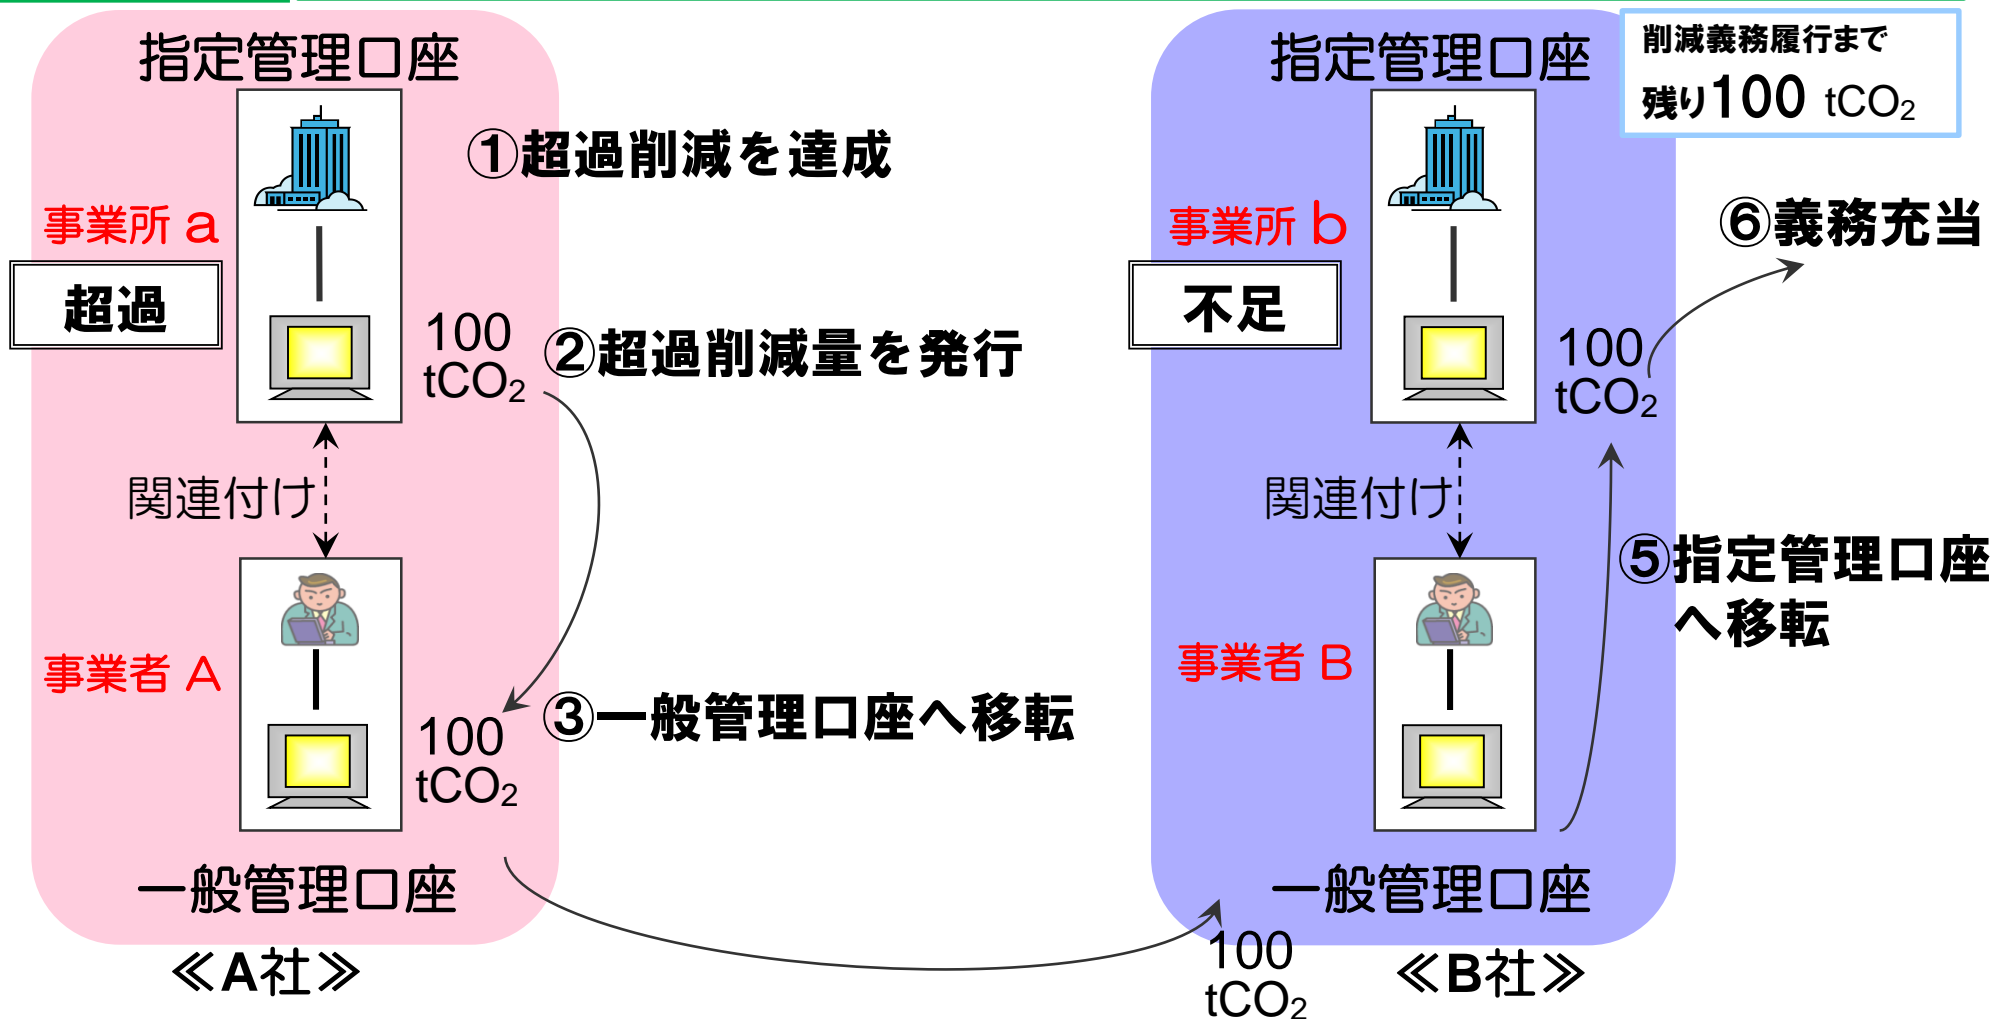 指定管理口座
①超過削減を達成
事業所 a
超過
100
tCO₂
②超過削減量を発行
関連付け
事業者 A
100
tCO₂
③一般管理口座へ移転
一般管理口座
≪A社≫
指定管理口座
削減義務履行まで
残り100 tCO₂
事業所 b
不足
100
tCO₂
⑥義務充当
関連付け
⑤指定管理口座
へ移転
事業者 B
一般管理口座
100
tCO₂
≪B社≫